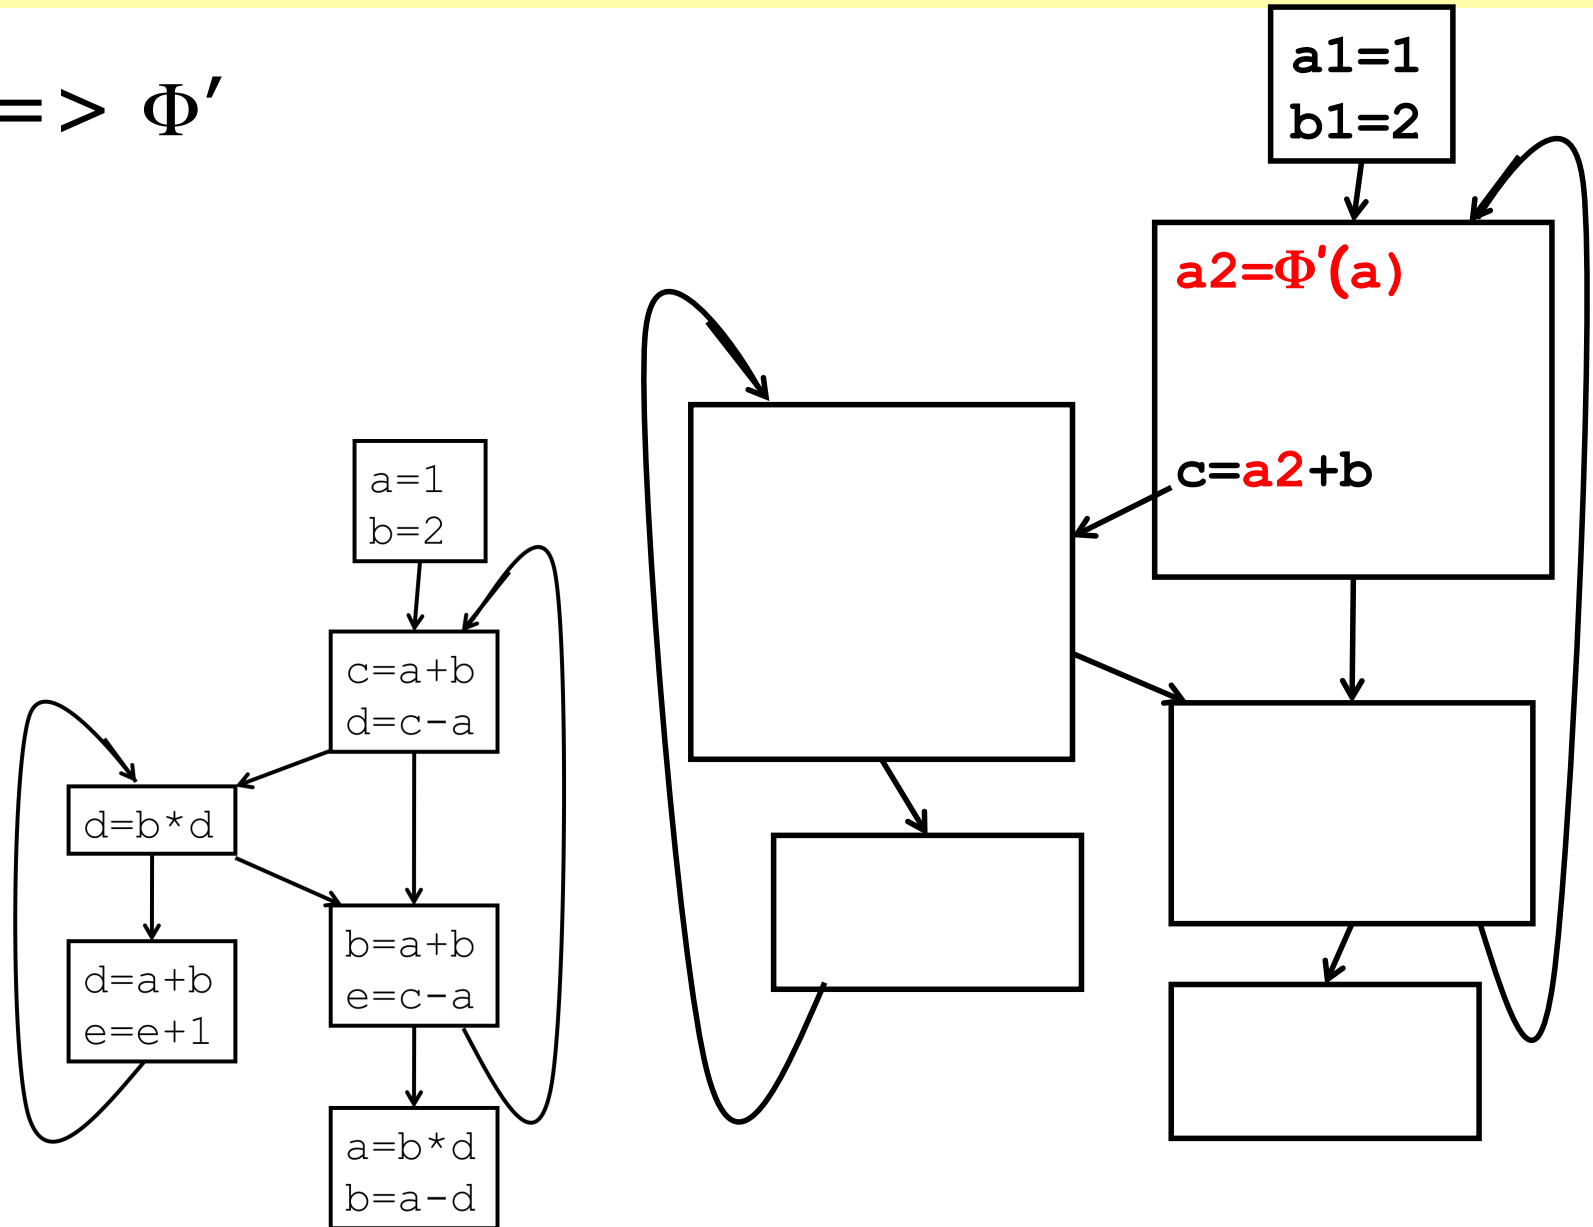 => Φ′
a1=1
b1=2
a2=Φ'(a)
c=a2+b
a=1
b=2
c=a+b
d=c-a
d=b*d
d=a+b
e=e+1
b=a+b
e=c-a
a=b*d
b=a-d